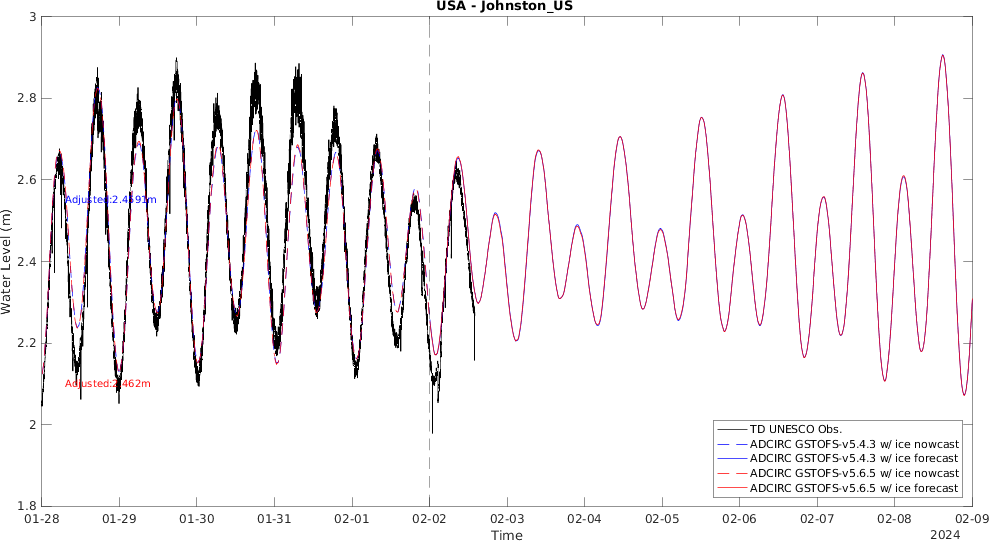 USA - Johnston_US
3
2.8
2.6
2.4
2.2
2
1.8
Water Level (m)
Adjusted:2.4591m
Adjusted:2.462m
TD UNESCO Obs.
ADCIRC GSTOFS-v5.4.3 w/ ice nowcast
ADCIRC GSTOFS-v5.4.3 w/ ice forecast
ADCIRC GSTOFS-v5.6.5 w/ ice nowcast
ADCIRC GSTOFS-v5.6.5 w/ ice forecast
01-28 01-29 01-30 01-31 02-01 02-02 02-03 02-04 02-05 02-06 02-07 02-08 02-09
Time
2024